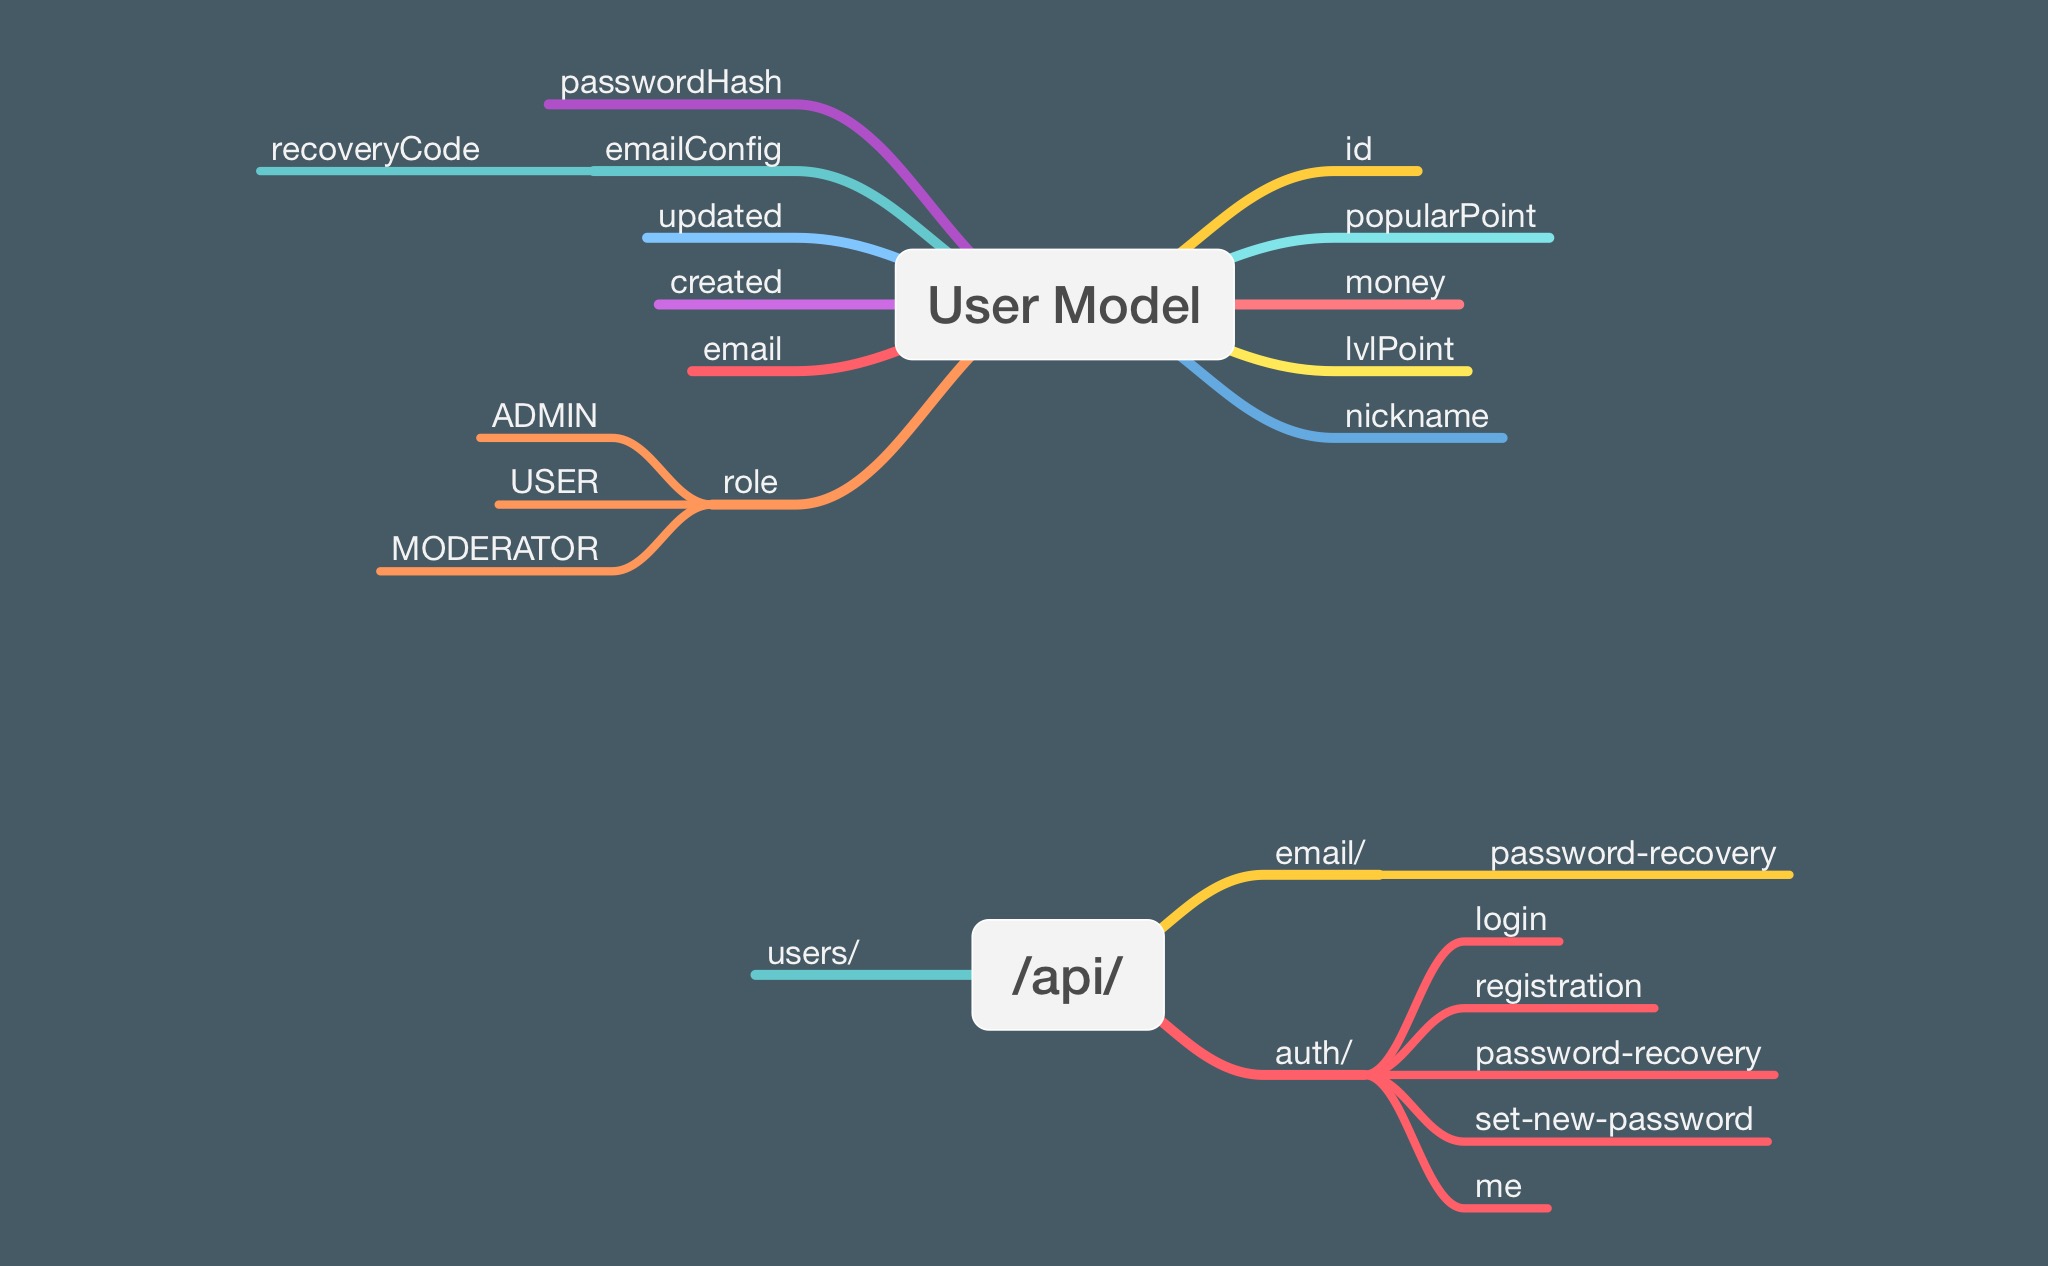 passwordHash
recoveryCode
emailConfig
updated
created
email
ADMIN
USER
MODERATOR
role
User Model
id
popularPoint
money
lvlPoint
nickname
users/
/api/
email/
password-recovery
auth/
login
registration
password-recovery
set-new-password
me